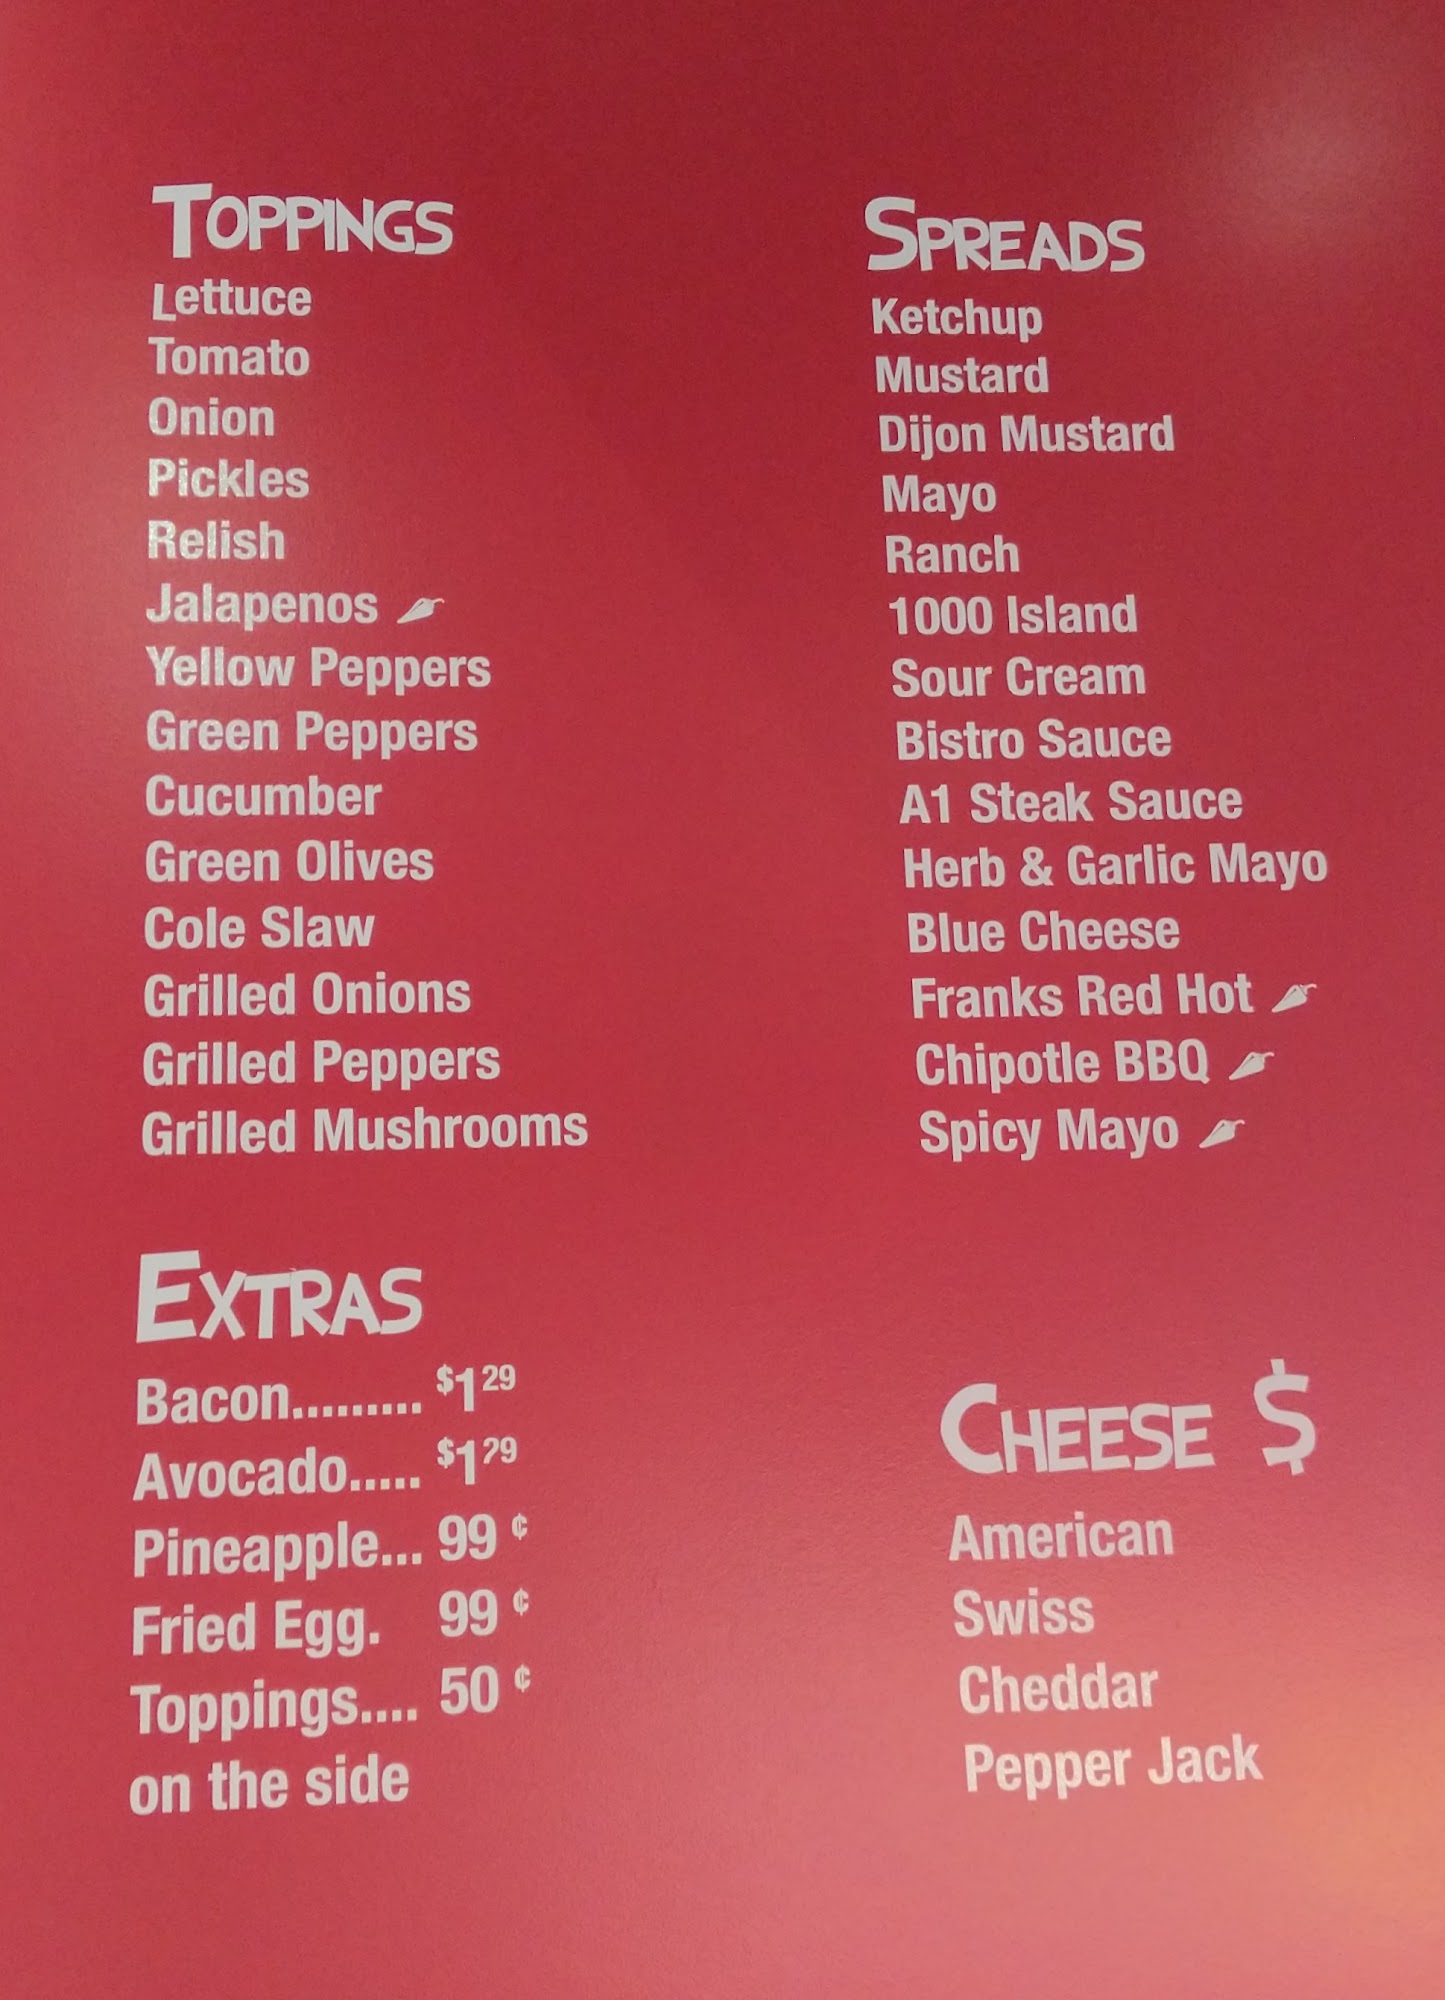 TOPPINGS
Lettuce
Tomato
Onion
Pickles
Relish
Jalapenos
Yellow Peppers
Green Peppers
Cucumber
Green Olives
Cole Slaw
Grilled Onions
Grilled Peppers
Grilled Mushrooms
SPREADS
Ketchup
Mustard
Dijon Mustard
Mayo
Ranch
1000 Island
Sour Cream
Bistro Sauce
A1 Steak Sauce
Herb & Garlic Mayo
Blue Cheese
Franks Red Hot
Chipotle BBQ
Spicy Mayo
EXTRAS
Bacon......... $1 29
Avocado..... $1 79
Pineapple... 99 ¢
Fried Egg. 99 ¢
Toppings.... 50 ¢
on the side
CHEESE $
American
Swiss
Cheddar
Pepper Jack